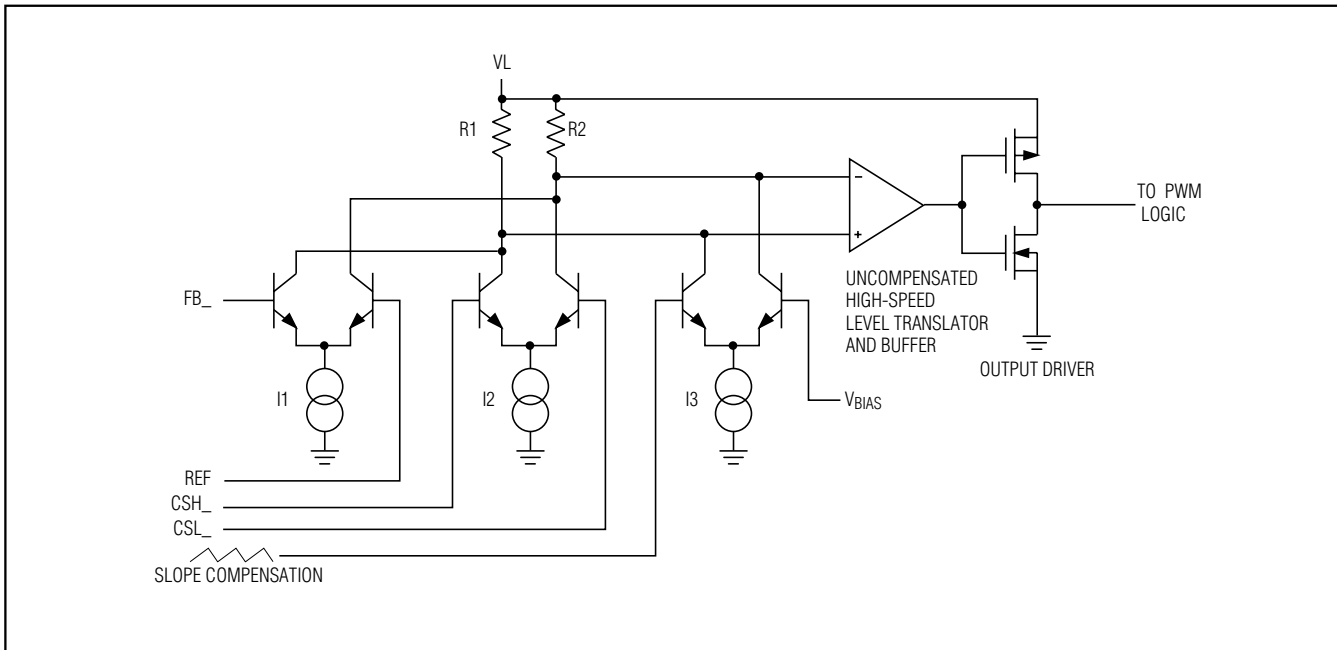 VL
R1
R2
−
+
TO PWM
LOGIC
FB_
UNCOMPENSATED
HIGH-SPEED
LEVEL TRANSLATOR
AND BUFFER
OUTPUT DRIVER
I1
I2
I3
VBIAS
REF
CSH_
CSL_
SLOPE COMPENSATION